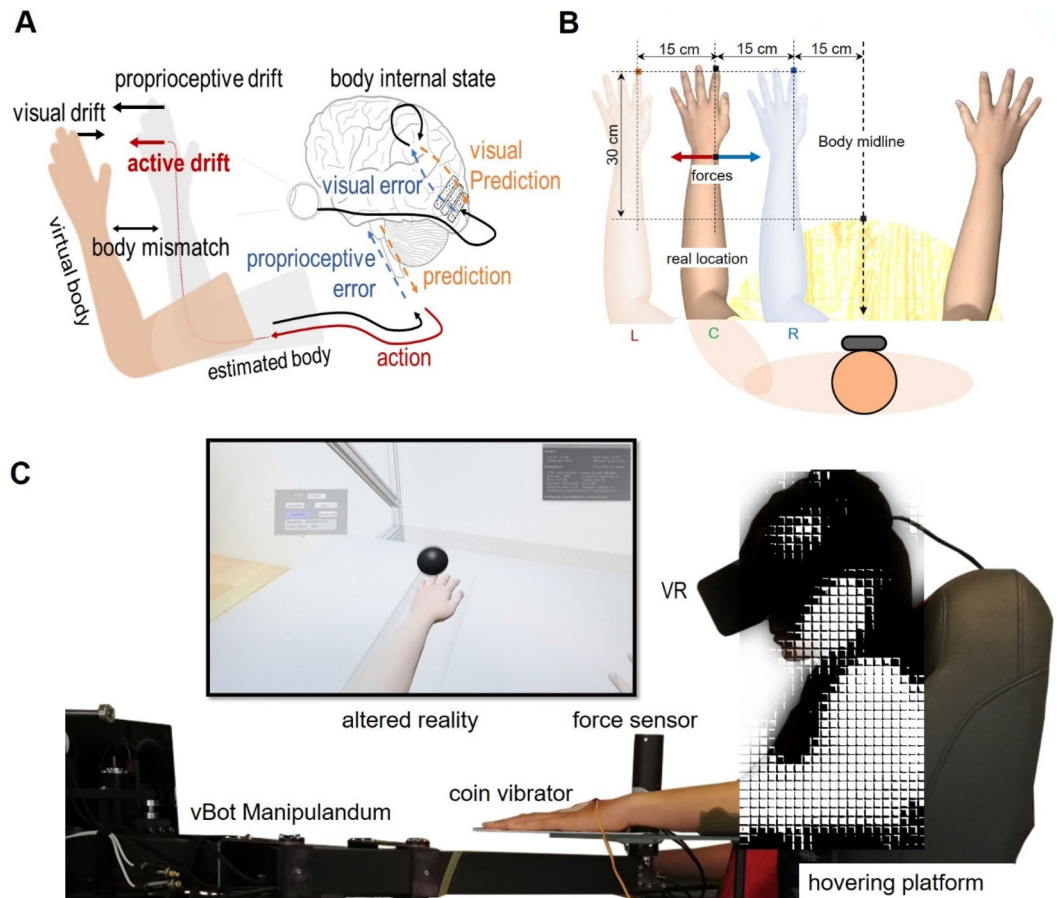 A
proprioceptive drift
visual drift
active drift
body mismatch
virtual body
estimated body
body internal state
visual error
visual
Prediction
proprioceptive
error
prediction
action
B
15 cm
15 cm
15 cm
30 cm
Body midline
forces
real location
L
C
R
C
VR
altered reality
force sensor
coin vibrator
vBot Manipulandum
hovering platform